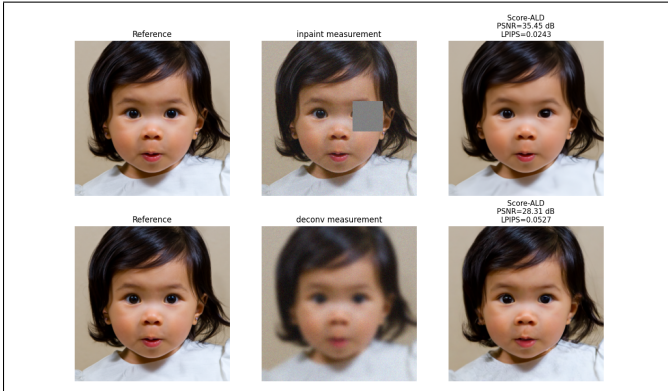 Reference
inpaint measurement
Score-ALD
PSNR=35.45 dB
LPIPS=0.0243
Reference
deconv measurement
Score-ALD
PSNR=28.31 dB
LPIPS=0.0527